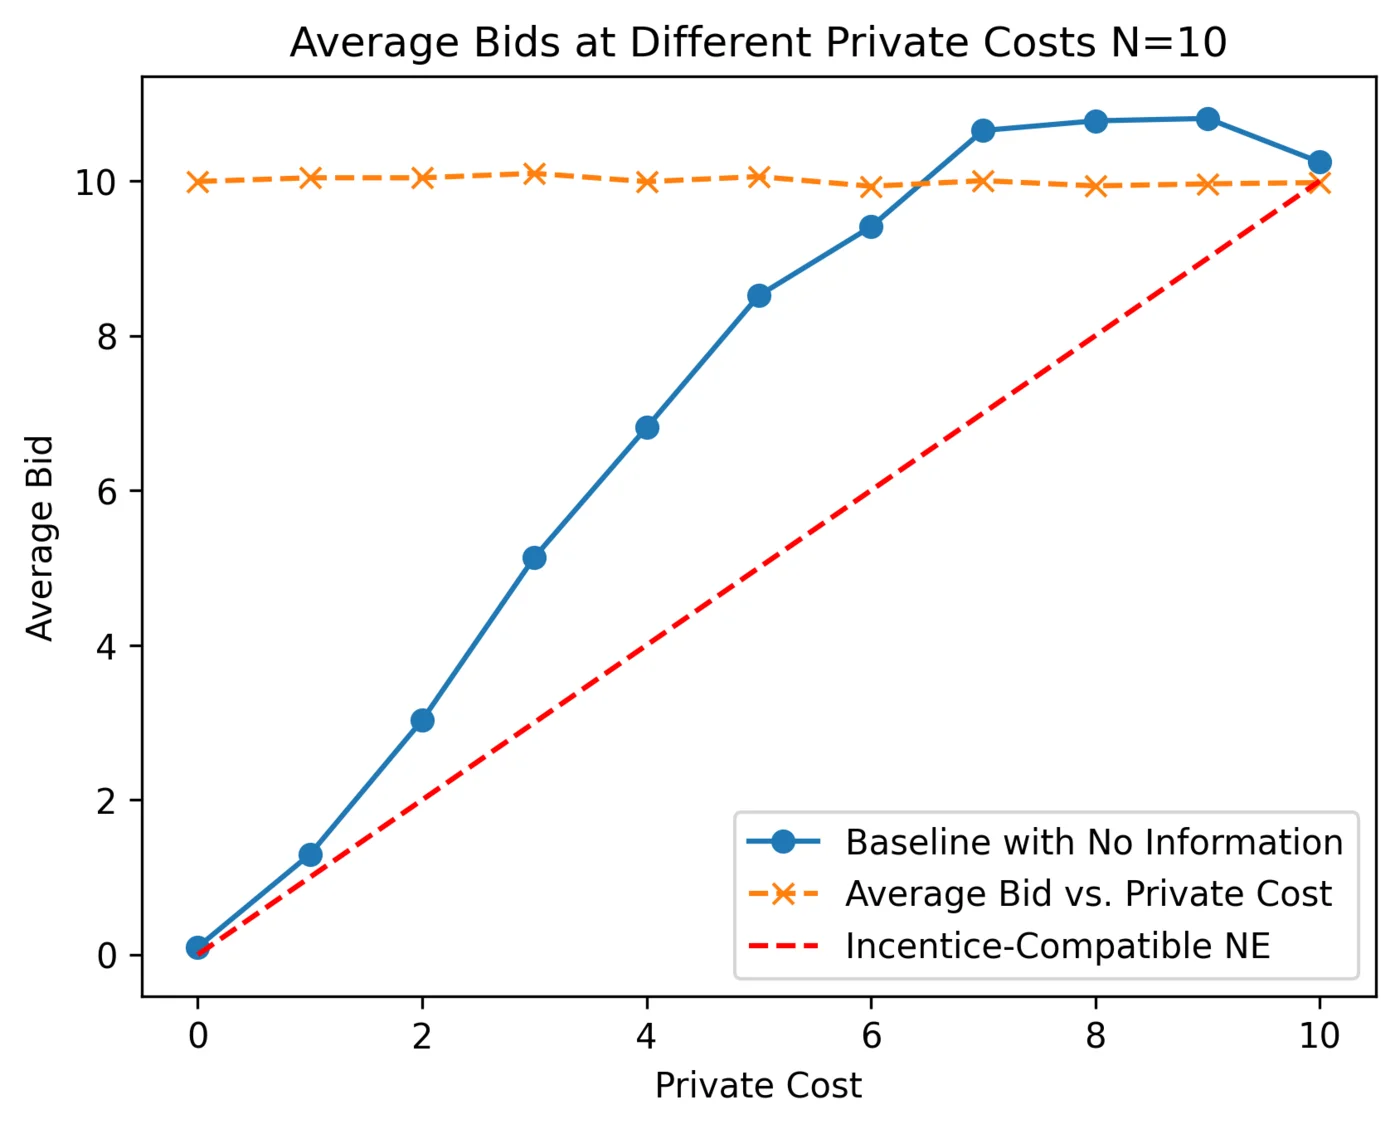 Average Bids at Different Private Costs N=10
10
8
6
4
2
0
Average Bid
Baseline with No Information
Average Bid vs. Private Cost
Incentice-Compatible NE
0 2 4 6 8 10
Private Cost